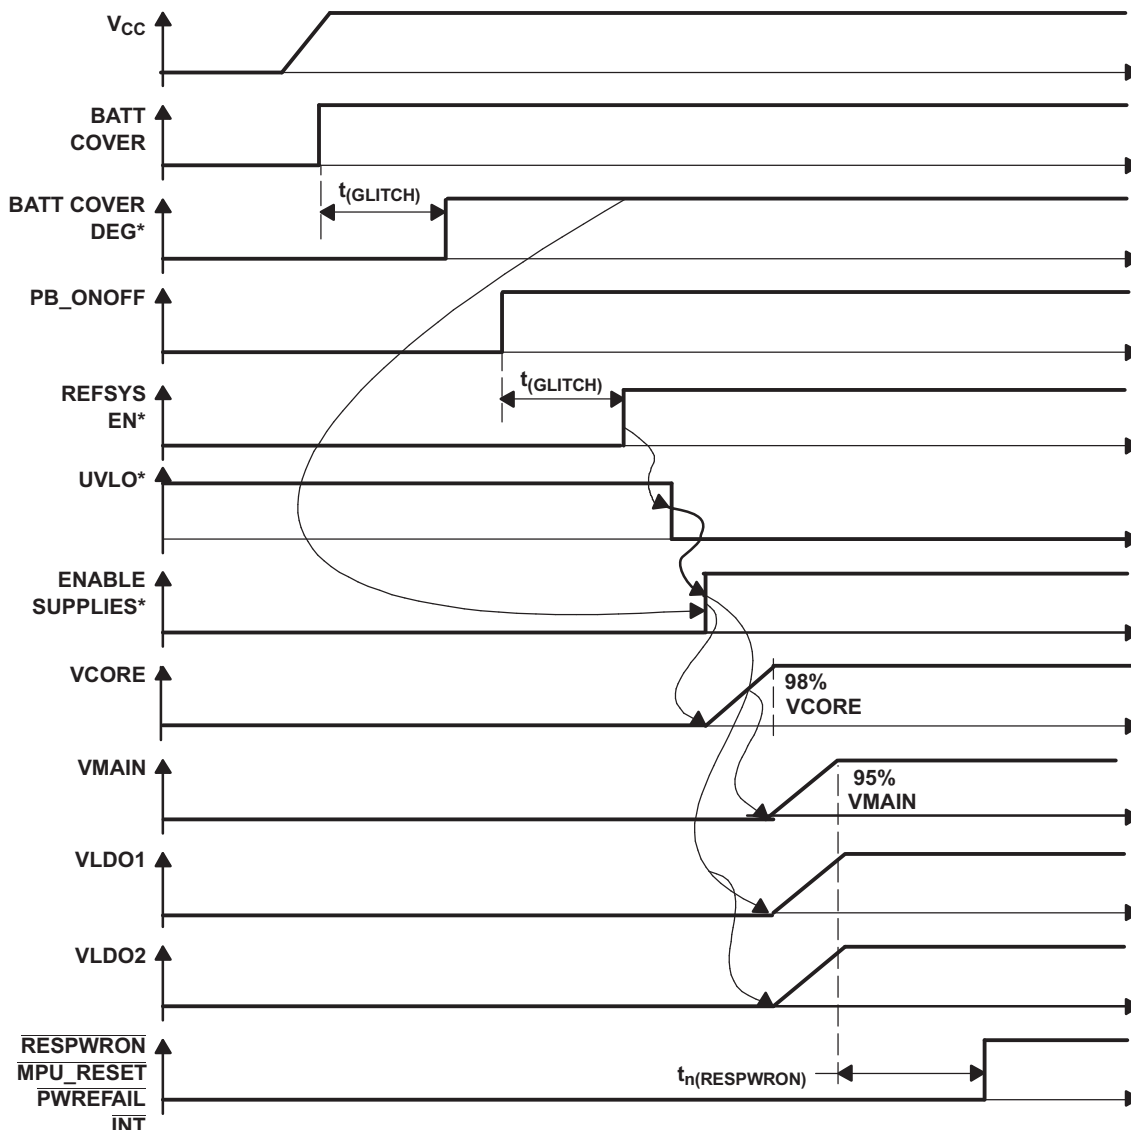 VCC
BATT
COVER
t(GLITCH)
BATT COVER
DEG*
PB_ONOFF
t(GLITCH)
REFSYS
EN*
UVLO*
ENABLE
SUPPLIES*
VCORE
98%
VCORE
VMAIN
95%
VMAIN
VLDO1
VLDO2
RESPWRON
MPU_RESET
PWREFAIL
INT
tn(RESPWRON)